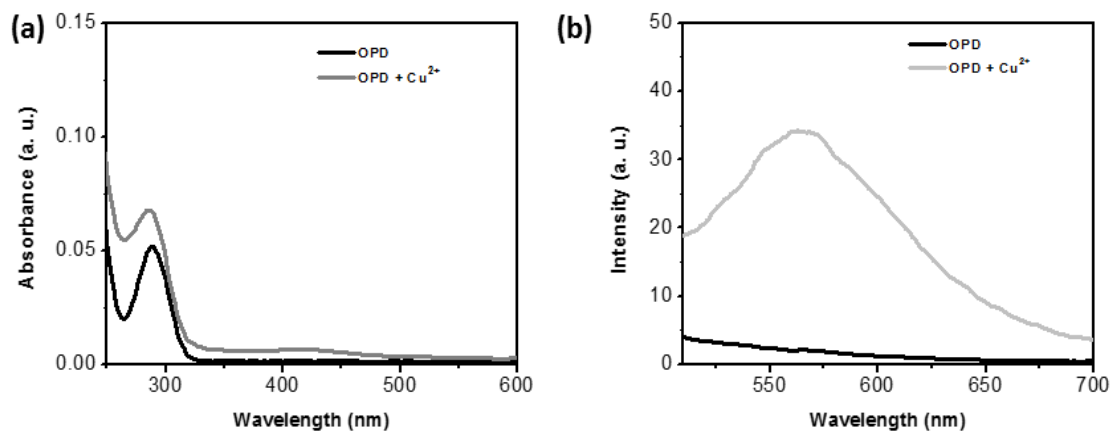 (a)
0.15
0.10
0.05
0.00
Absorbance (a. u.)
OPD
OPD + Cu²⁺
300
400
500
600
Wavelength (nm)
(b)
50
40
30
20
10
0
Intensity (a. u.)
OPD
OPD + Cu²⁺
550
600
650
700
Wavelength (nm)